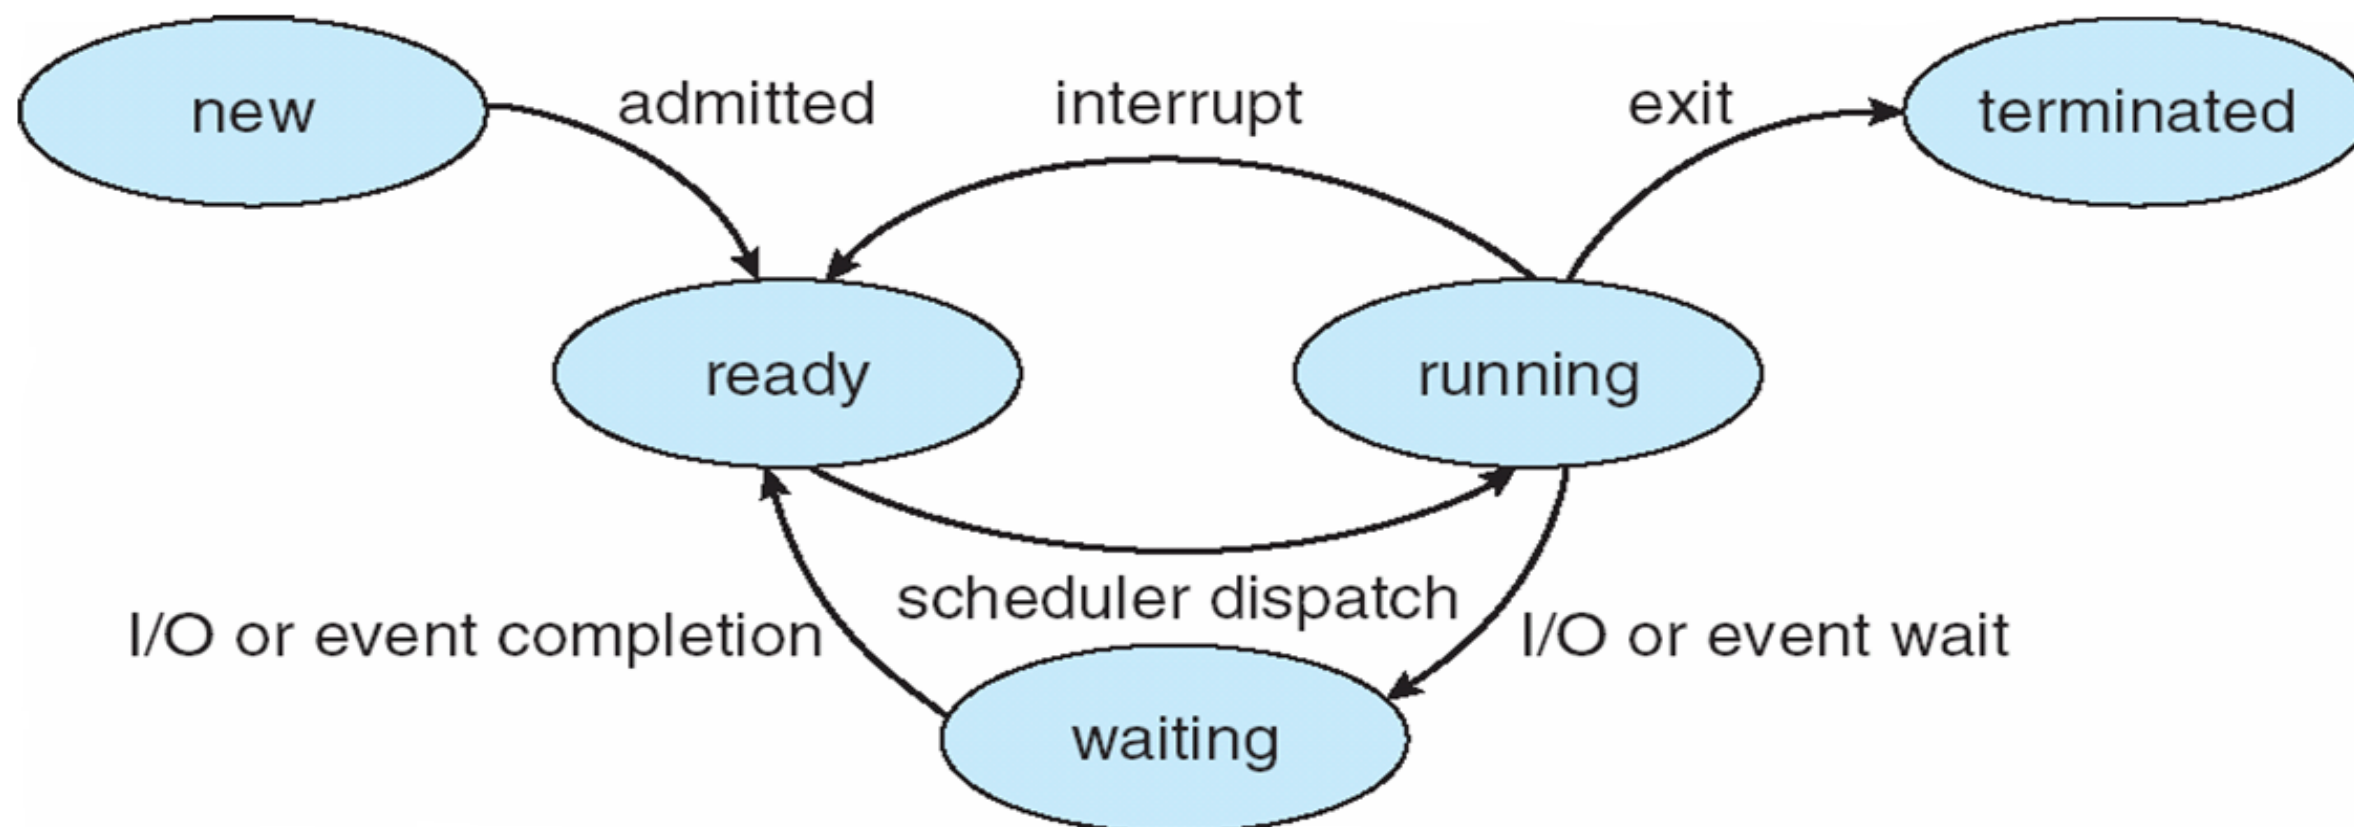 new
admitted
interrupt
exit
terminated
ready
running
scheduler dispatch
I/O or event completion
I/O or event wait
waiting